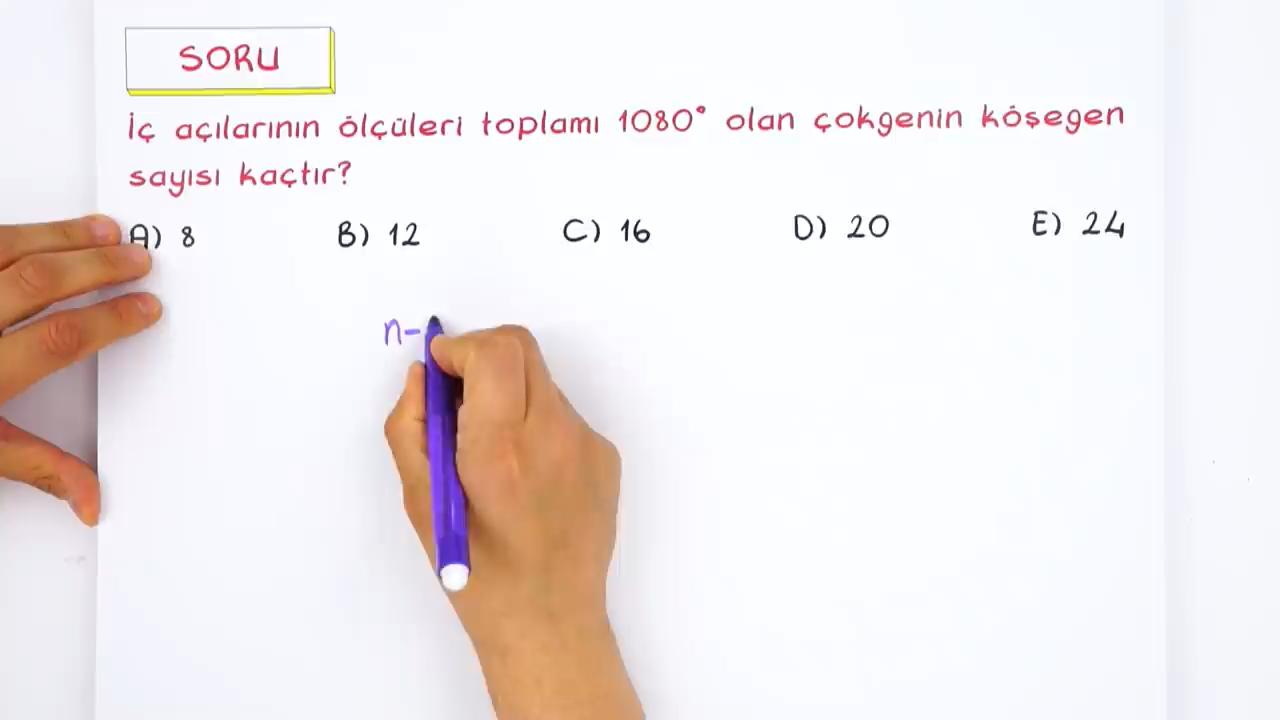 SORU
İç açılarının ölçüleri toplamı 1080° olan çokgenin köşegen
sayısı kaçtır?
A) 8 B) 12 C) 16 D) 20 E) 24
n-